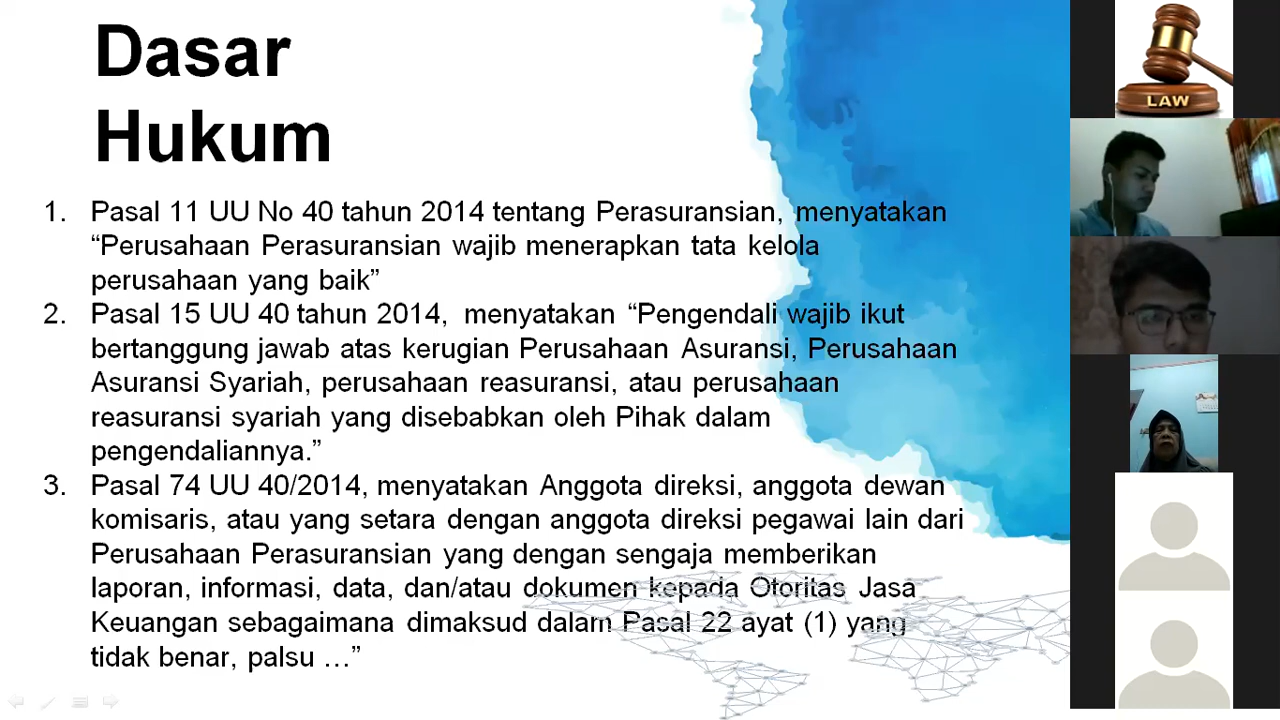 Dasar
Hukum
1. Pasal 11 UU No 40 tahun 2014 tentang Perasuransian, menyatakan
“Perusahaan Perasuransian wajib menerapkan tata kelola
perusahaan yang baik”
2. Pasal 15 UU 40 tahun 2014, menyatakan “Pengendali wajib ikut
bertanggung jawab atas kerugian Perusahaan Asuransi, Perusahaan
Asuransi Syariah, perusahaan reasuransi, atau perusahaan
reasuransi syariah yang disebabkan oleh Pihak dalam
pengendaliannya.”
3. Pasal 74 UU 40/2014, menyatakan Anggota direksi, anggota dewan
komisaris, atau yang setara dengan anggota direksi pegawai lain dari
Perusahaan Perasuransian yang dengan sengaja memberikan
laporan, informasi, data, dan/atau dokumen kepada Otoritas Jasa
Keuangan sebagaimana dimaksud dalam Pasal 22 ayat (1) yang
tidak benar, palsu …”
LAW